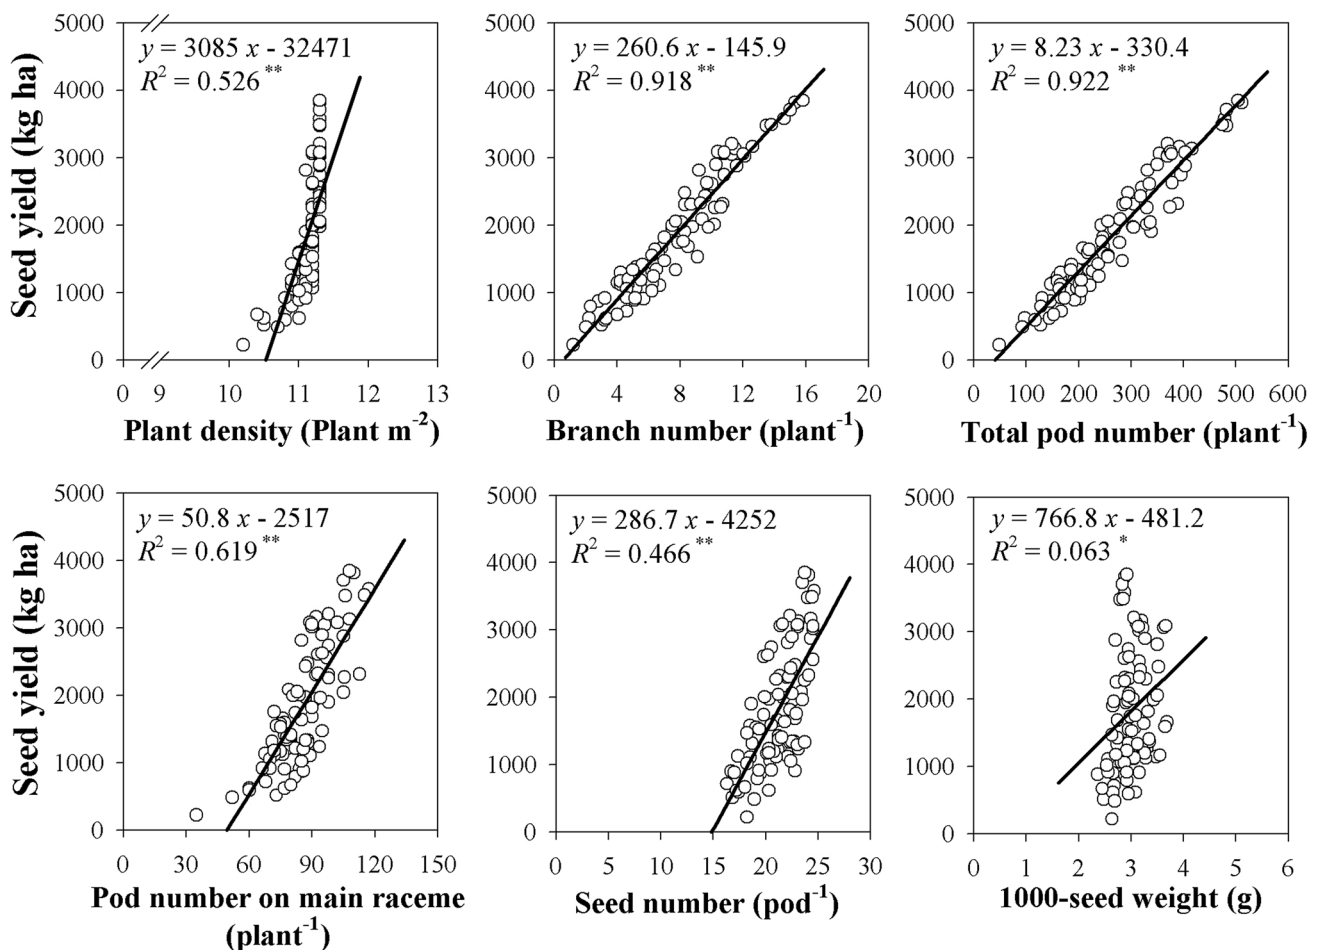 Seed yield (kg ha)
5000
4000
3000
2000
1000
0
y = 3085 x - 32471
R² = 0.526 **
0 9 10 11 12 13
Plant density (Plant m⁻²)
5000
4000
3000
2000
1000
0
y = 260.6 x - 145.9
R² = 0.918 **
0 4 8 12 16 20
Branch number (plant⁻¹)
5000
4000
3000
2000
1000
0
y = 8.23 x - 330.4
R² = 0.922 **
0 100 200 300 400 500 600
Total pod number (plant⁻¹)
Seed yield (kg ha)
5000
4000
3000
2000
1000
0
y = 50.8 x - 2517
R² = 0.619 **
0 30 60 90 120 150
Pod number on main raceme
(plant⁻¹)
5000
4000
3000
2000
1000
0
y = 286.7 x - 4252
R² = 0.466 **
0 5 10 15 20 25 30
Seed number (pod⁻¹)
5000
4000
3000
2000
1000
0
y = 766.8 x - 481.2
R² = 0.063 *
0 1 2 3 4 5 6
1000-seed weight (g)